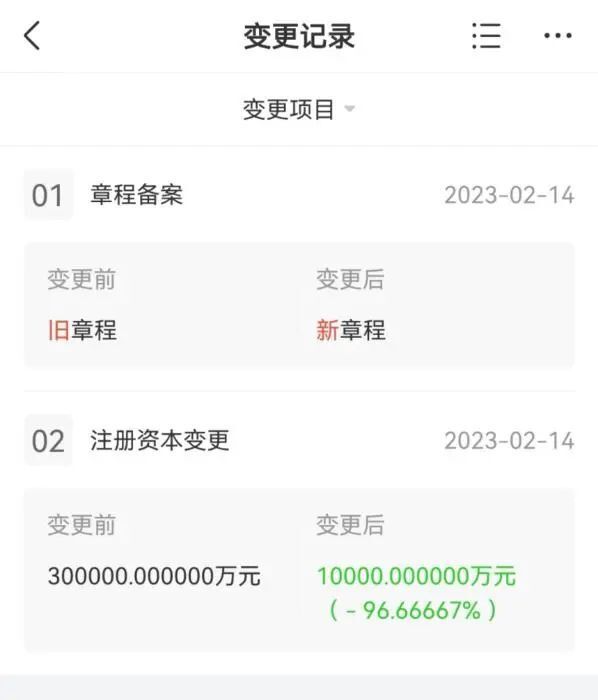 变更记录
变更项目
01 章程备案 2023-02-14
变更前 变更后
旧章程 新章程
02 注册资本变更 2023-02-14
变更前 变更后
300000.000000万元 10000.000000万元
(-96.66667%)